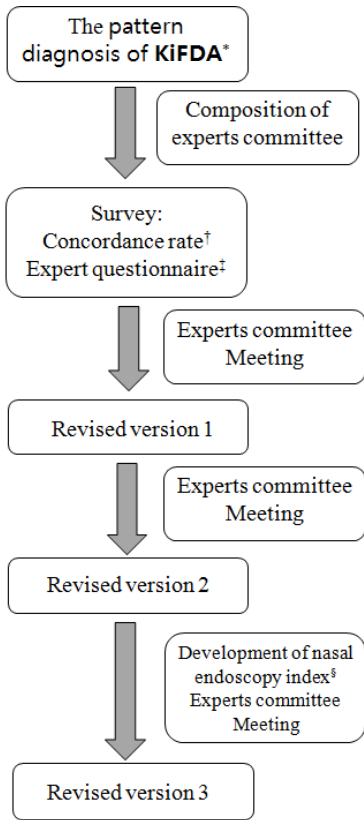 The pattern
diagnosis of KiFDA*
Composition of
experts committee
Survey:
Concordance rate†
Expert questionnaire‡
Experts committee
Meeting
Revised version 1
Experts committee
Meeting
Revised version 2
Development of nasal
endoscopy index§
Experts committee
Meeting
Revised version 3